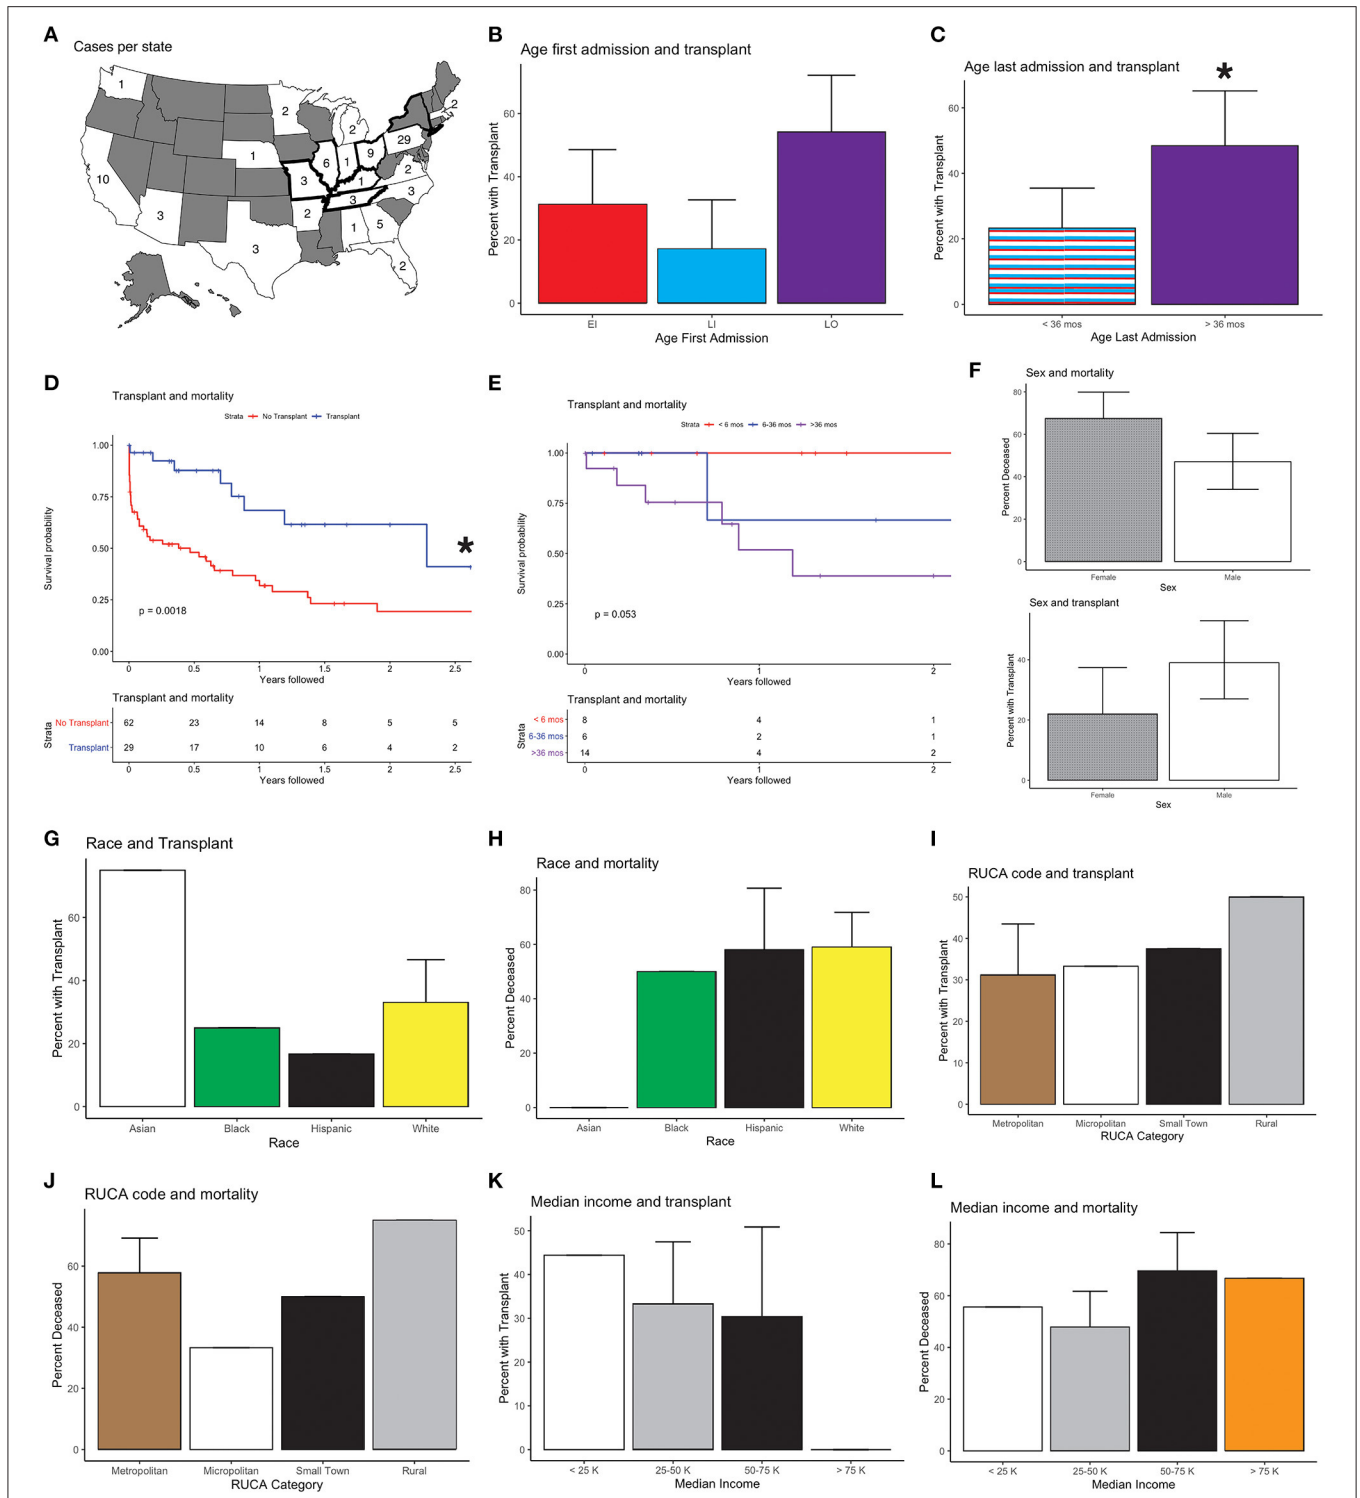 A
Cases per state
1
2
2
2
29
9
1
6
1
10
3
1
2
3
3
3
2
1
5
3
2
B
Age first admission and transplant
Percent with Transplant
60
40
20
0
EI LI LO
Age First Admission
C
Age last admission and transplant
*
Percent with Transplant
60
40
20
0
< 36 mos > 36 mos
Age Last Admission
D
Transplant and mortality
Strata No Transplant Transplant
Survival probability
1.00
0.75
0.50
0.25
0.00
*
p = 0.0018
0 0.5 1 1.5 2 2.5
Years followed
Transplant and mortality
Strata
No Transplant 62 23 14 8 5 5
Transplant 29 17 10 6 4 2
0 0.5 1 1.5 2 2.5
Years followed
E
Transplant and mortality
Strata < 6 mos 6-36 mos >36 mos
Survival probability
1.00
0.75
0.50
0.25
0.00
p = 0.053
0 1 2
Years followed
Transplant and mortality
Strata
< 6 mos 8 4 1
6-36 mos 6 2 1
>36 mos 14 4 2
0 1 2
Years followed
F
Sex and mortality
Percent Deceased
80
60
40
20
0
Female Male
Sex
Sex and transplant
Percent with Transplant
40
20
0
Female Male
Sex
G
Race and Transplant
Percent with Transplant
60
40
20
0
Asian Black Hispanic White
Race
H
Race and mortality
Percent Deceased
80
60
40
20
0
Asian Black Hispanic White
Race
I
RUCA code and transplant
Percent with Transplant
50
40
30
20
10
0
Metropolitan Micropolitan Small Town Rural
RUCA Category
J
RUCA code and mortality
Percent Deceased
60
40
20
0
Metropolitan Micropolitan Small Town Rural
RUCA Category
K
Median income and transplant
Percent with Transplant
50
40
30
20
10
0
< 25 K 25-50 K 50-75 K > 75 K
Median Income
L
Median income and mortality
Percent Deceased
80
60
40
20
0
< 25 K 25-50 K 50-75 K > 75 K
Median Income